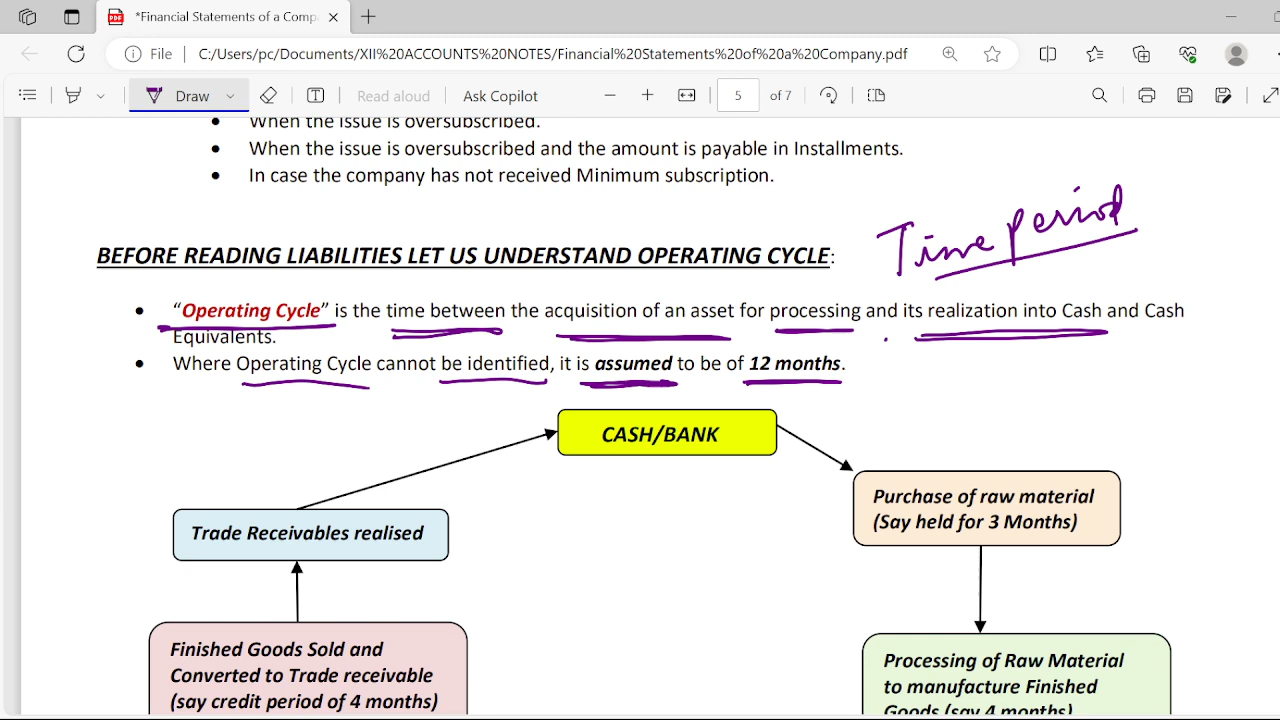 *Financial Statements of a Comp
File
C:/Users/pc/Documents/XII%20ACCOUNTS%20NOTES/Financial%20Statements%20of%20a%20Company.pdf
Draw
Read aloud
Ask Copilot
5
of 7
When the issue is oversubscribed.
When the issue is oversubscribed and the amount is payable in Installments.
In case the company has not received Minimum subscription.
Time period
BEFORE READING LIABILITIES LET US UNDERSTAND OPERATING CYCLE:
“Operating Cycle” is the time between the acquisition of an asset for processing and its realization into Cash and Cash
Equivalents.
Where Operating Cycle cannot be identified, it is assumed to be of 12 months.
CASH/BANK
Purchase of raw material
(Say held for 3 Months)
Trade Receivables realised
Finished Goods Sold and
Converted to Trade receivable
(say credit period of 4 months)
Processing of Raw Material
to manufacture Finished
Goods (say 4 months)